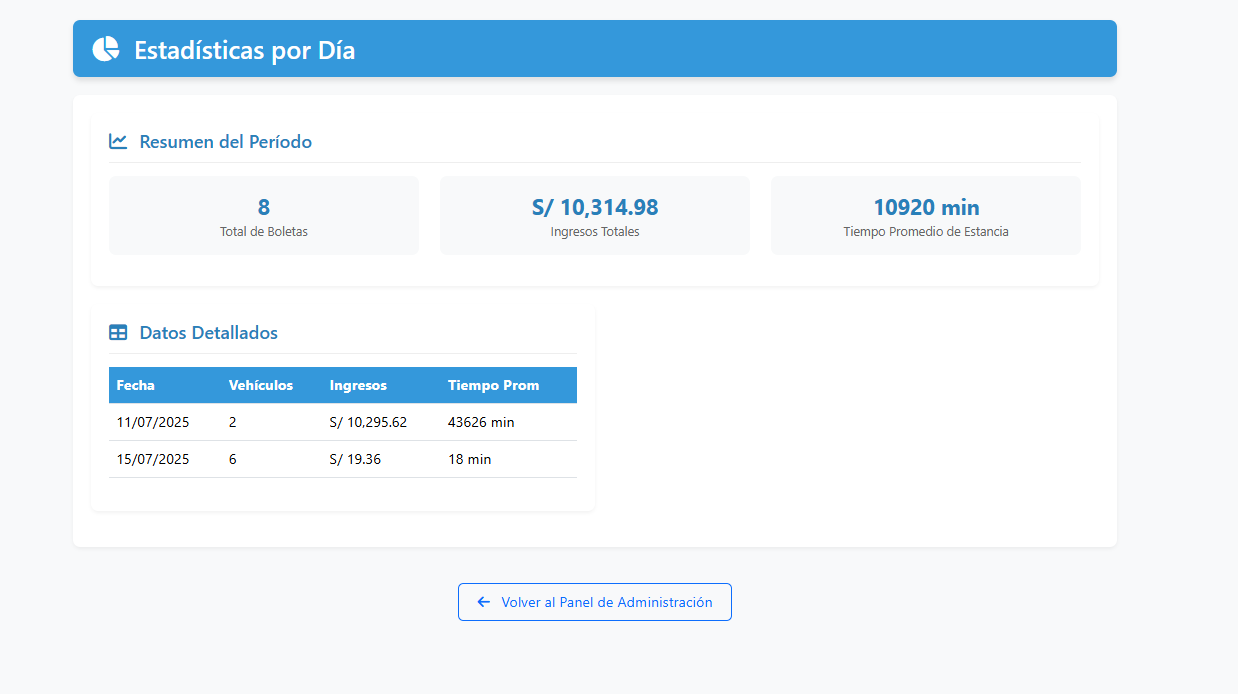 Estadísticas por Día
Resumen del Período
8
Total de Boletas
S/ 10,314.98
Ingresos Totales
10920 min
Tiempo Promedio de Estancia
Datos Detallados
Fecha Vehículos Ingresos Tiempo Prom
11/07/2025 2 S/ 10,295.62 43626 min
15/07/2025 6 S/ 19.36 18 min
Volver al Panel de Administración